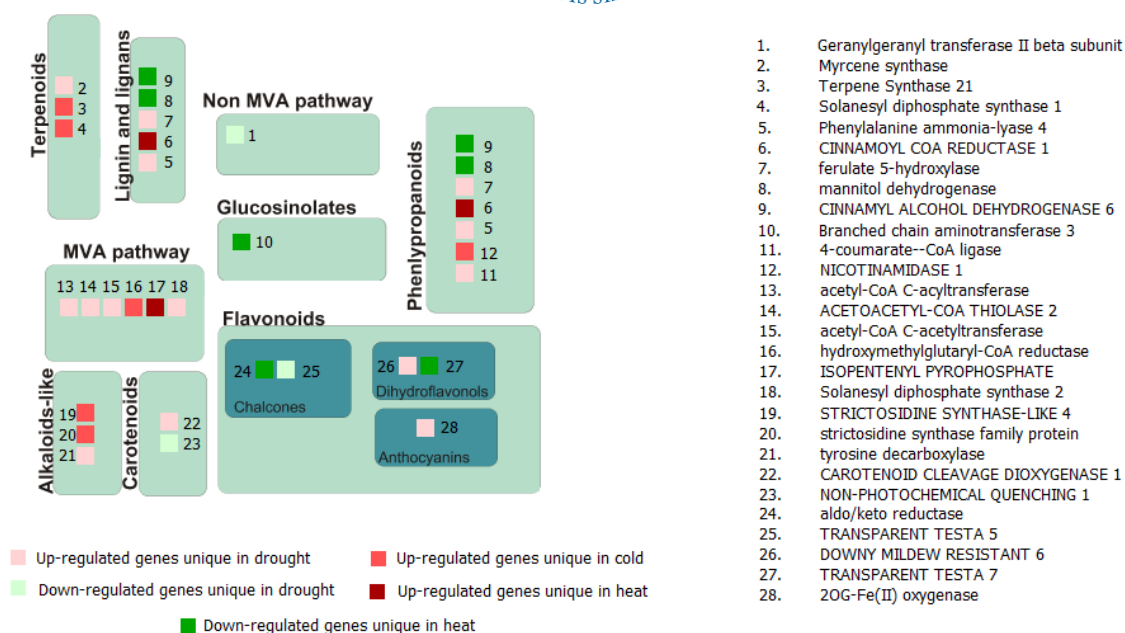 Terpenoids
2
3
4
Lignin and lignans
9
8
7
6
5
Non MVA pathway
1
Glucosinolates
10
Phenlypropanoids
9
8
7
6
5
12
11
MVA pathway
13 14 15 16 17 18
Flavonoids
24 25
Chalcones
26 27
Dihydroflavonols
28
Anthocyanins
Alkaloids-like
19
20
21
Carotenoids
22
23
Up-regulated genes unique in drought
Up-regulated genes unique in cold
Down-regulated genes unique in drought
Up-regulated genes unique in heat
Down-regulated genes unique in heat
1. Geranylgeranyl transferase II beta subunit
2. Myrcene synthase
3. Terpene Synthase 21
4. Solanesyl diphosphate synthase 1
5. Phenylalanine ammonia-lyase 4
6. CINNAMOYL COA REDUCTASE 1
7. ferulate 5-hydroxylase
8. mannitol dehydrogenase
9. CINNAMYL ALCOHOL DEHYDROGENASE 6
10. Branched chain aminotransferase 3
11. 4-coumarate--CoA ligase
12. NICOTINAMIDASE 1
13. acetyl-CoA C-acyltransferase
14. ACETOACETYL-COA THIOLASE 2
15. acetyl-CoA C-acetyltransferase
16. hydroxymethylglutaryl-CoA reductase
17. ISOPENTENYL PYROPHOSPHATE
18. Solanesyl diphosphate synthase 2
19. STRICTOSIDINE SYNTHASE-LIKE 4
20. strictosidine synthase family protein
21. tyrosine decarboxylase
22. CAROTENOID CLEAVAGE DIOXYGENASE 1
23. NON-PHOTOCHEMICAL QUENCHING 1
24. aldo/keto reductase
25. TRANSPARENT TESTA 5
26. DOWNY MILDEW RESISTANT 6
27. TRANSPARENT TESTA 7
28. 2OG-Fe(II) oxygenase